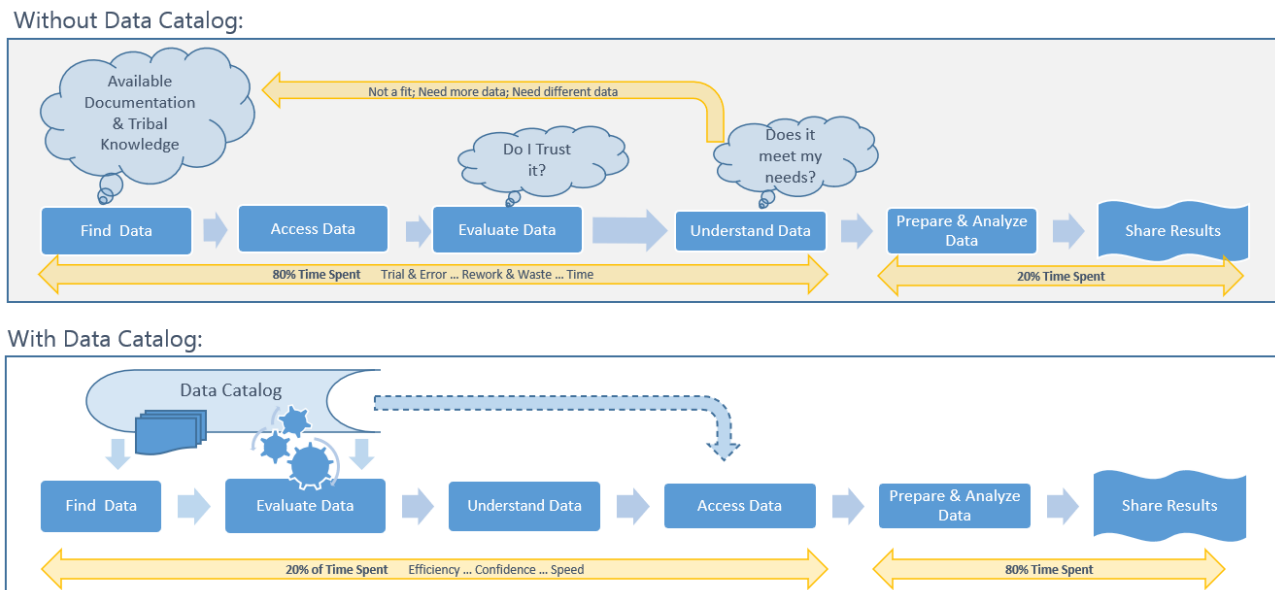 Without Data Catalog:
Available
Documentation
& Tribal
Knowledge
Not a fit; Need more data; Need different data
Do I Trust
it?
Does it
meet my
needs?
Find Data
Access Data
Evaluate Data
Understand Data
Prepare & Analyze
Data
Share Results
80% Time Spent Trial & Error ... Rework & Waste ... Time
20% Time Spent
With Data Catalog:
Data Catalog
Find Data
Evaluate Data
Understand Data
Access Data
Prepare & Analyze
Data
Share Results
20% of Time Spent Efficiency ... Confidence ... Speed
80% Time Spent